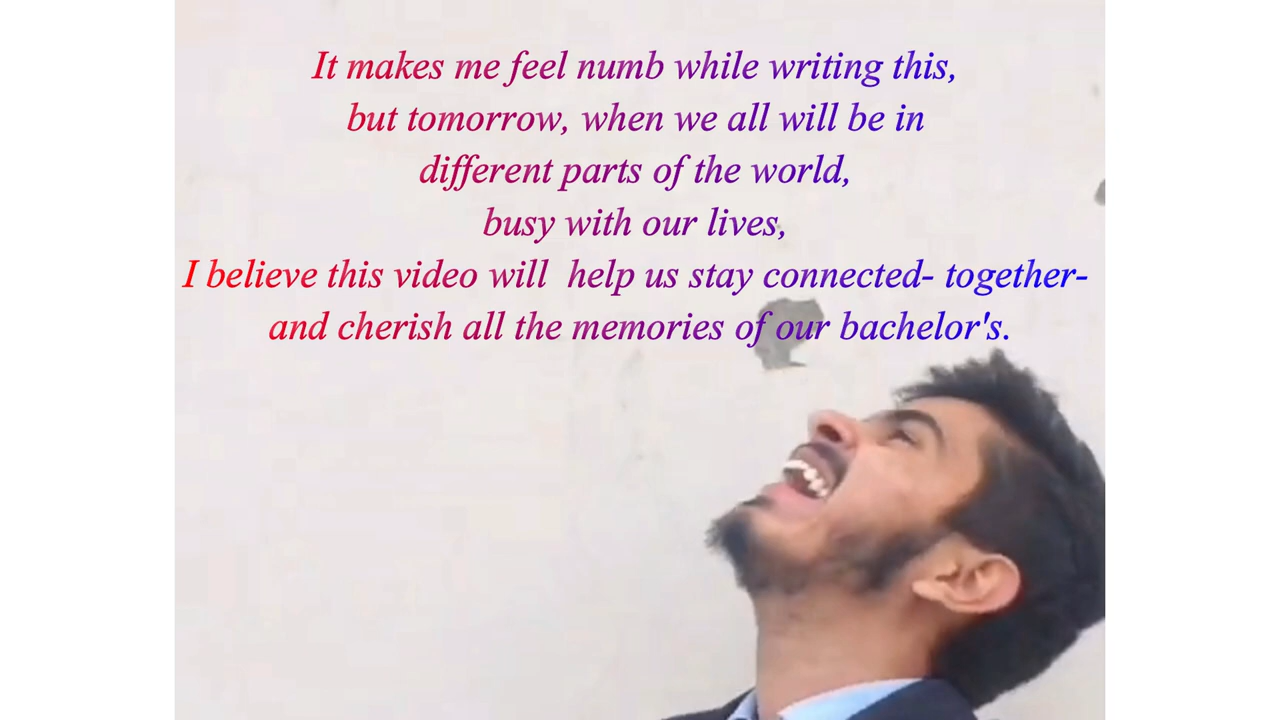 It makes me feel numb while writing this,
but tomorrow, when we all will be in
different parts of the world,
busy with our lives,
I believe this video will  help us stay connected- together-
and cherish all the memories of our bachelor's.